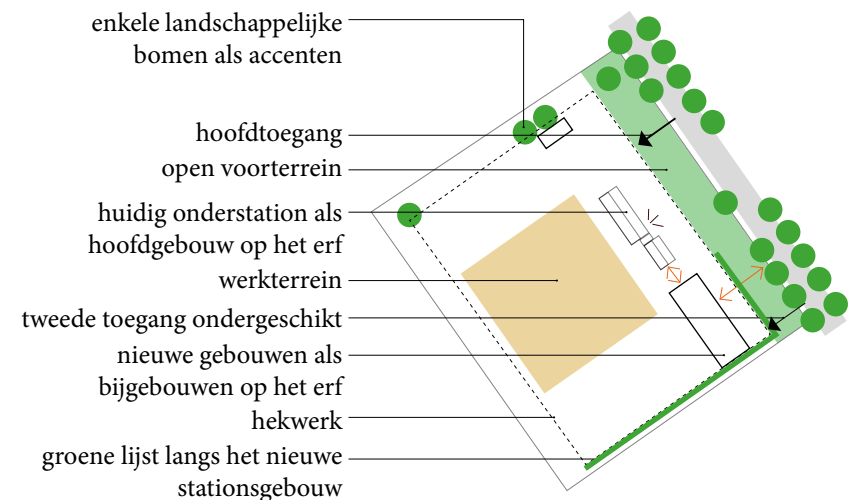 enkele landschappelijke
bomen als accenten
hoofdtoegang
open voorterrein
huidig onderstation als
hoofdgebouw op het erf
werkterrein
tweede toegang ondergeschikt
nieuwe gebouwen als
bijgebouwen op het erf
hekwerk
groene lijst langs het nieuwe
stationsgebouw